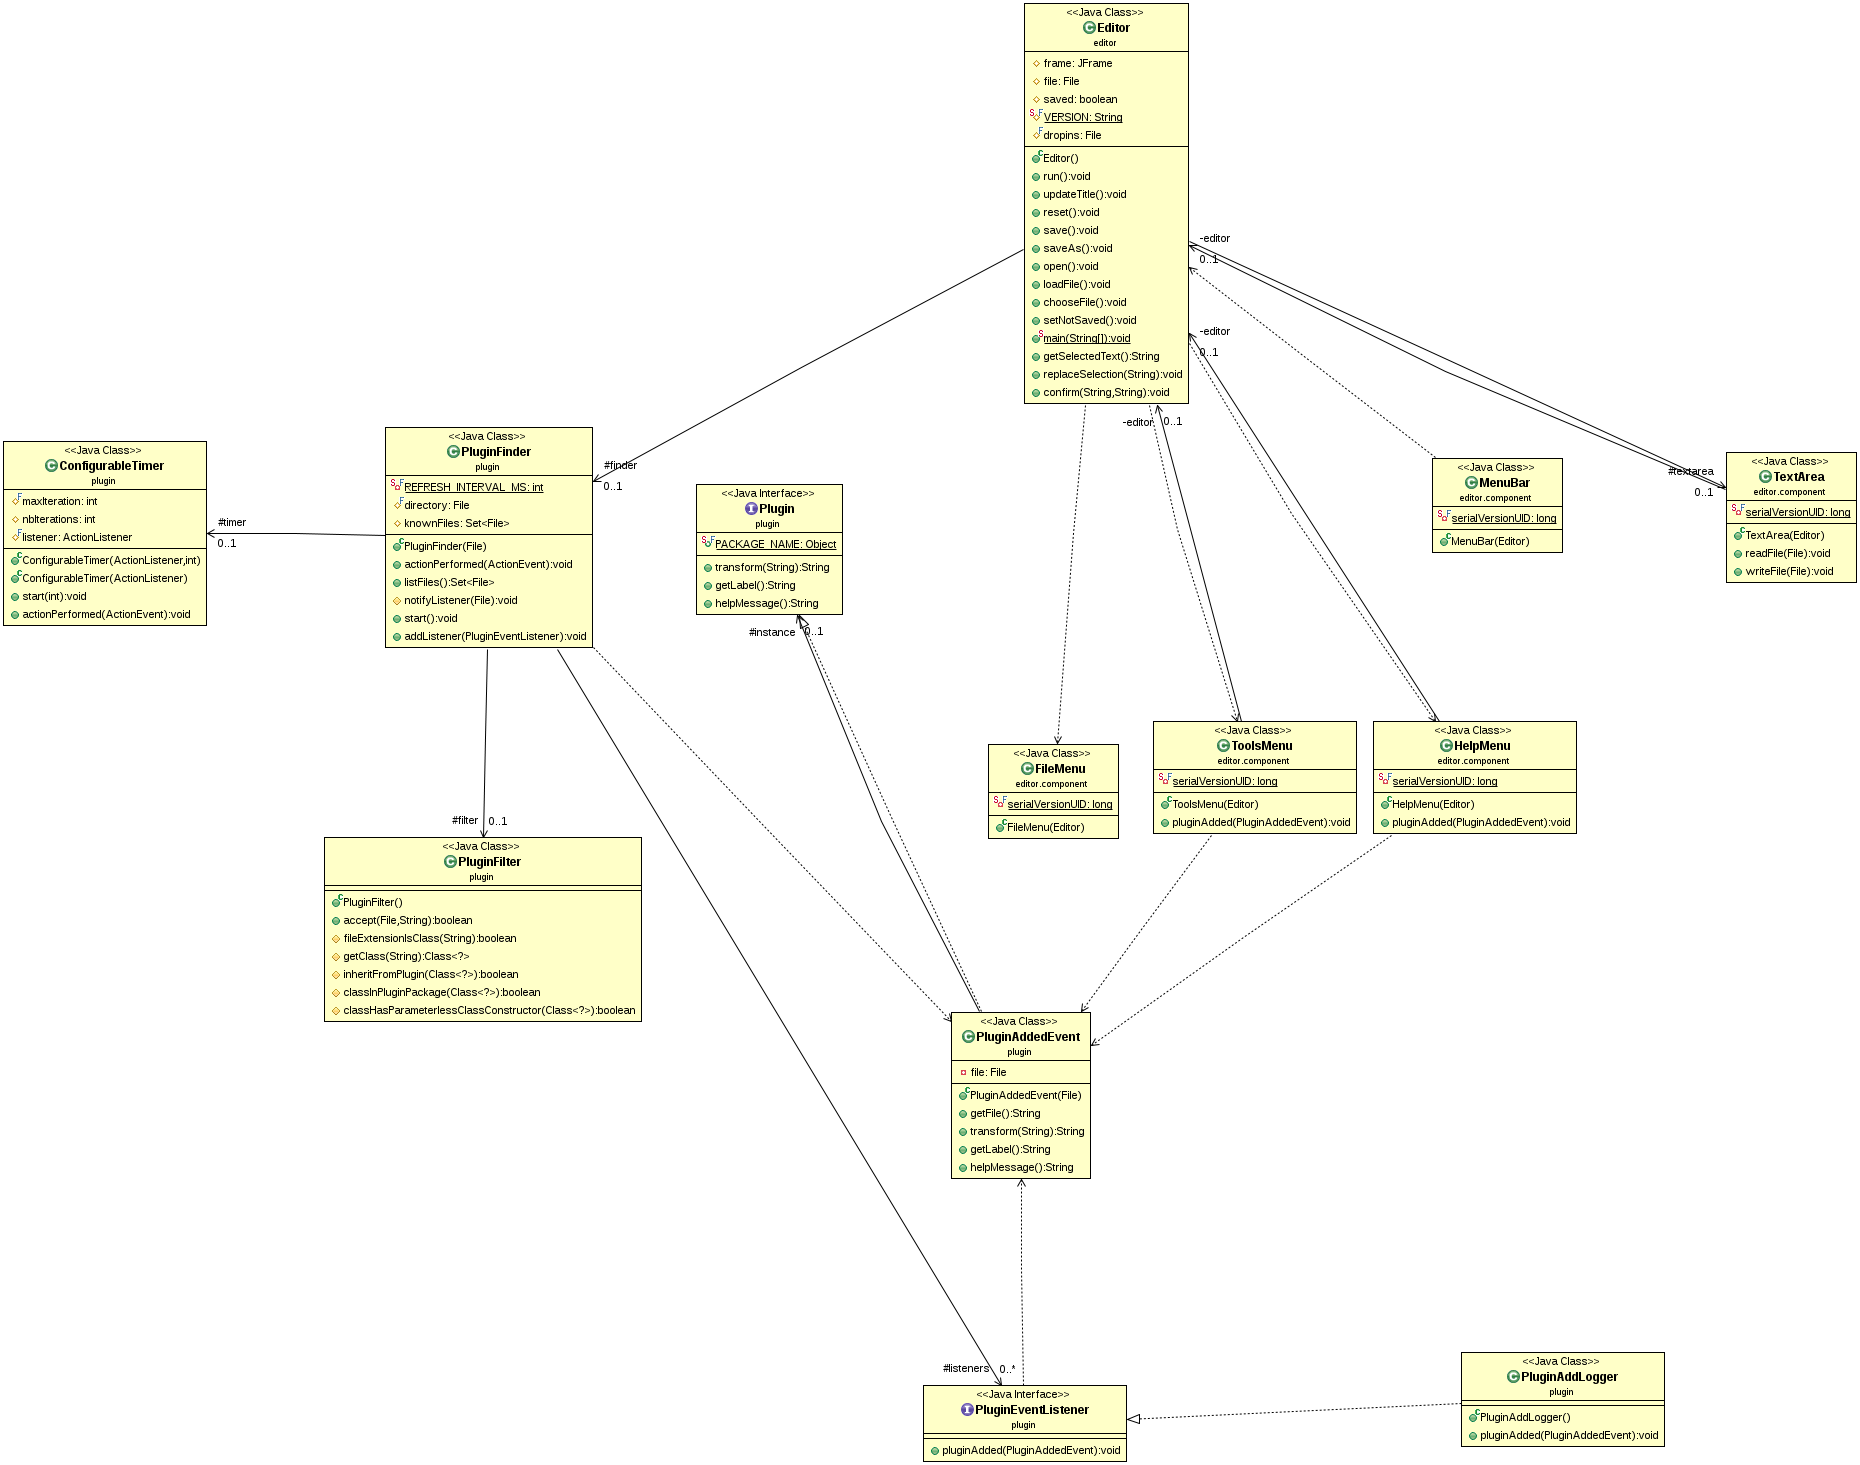 <<Java Class>>
Editor
editor
frame: JFrame
file: File
saved: boolean
VERSION: String
dropins: File
Editor()
run():void
updateTitle():void
reset():void
save():void
saveAs():void
open():void
loadFile():void
chooseFile():void
setNotSaved():void
main(String[]):void
getSelectedText():String
replaceSelection(String):void
confirm(String,String):void
-editor
0..1
-editor
0..1
-editor
0..1
#finder
0..1
#textarea
0..1
<<Java Class>>
ConfigurableTimer
plugin
maxIteration: int
nbIterations: int
listener: ActionListener
ConfigurableTimer(ActionListener,int)
ConfigurableTimer(ActionListener)
start(int):void
actionPerformed(ActionEvent):void
#timer
0..1
<<Java Class>>
PluginFinder
plugin
REFRESH_INTERVAL_MS: int
directory: File
knownFiles: Set<File>
PluginFinder(File)
actionPerformed(ActionEvent):void
listFiles():Set<File>
notifyListener(File):void
start():void
addListener(PluginEventListener):void
<<Java Interface>>
Plugin
plugin
PACKAGE_NAME: Object
transform(String):String
getLabel():String
helpMessage():String
#instance
0..1
<<Java Class>>
MenuBar
editor.component
serialVersionUID: long
MenuBar(Editor)
<<Java Class>>
TextArea
editor.component
serialVersionUID: long
TextArea(Editor)
readFile(File):void
writeFile(File):void
<<Java Class>>
FileMenu
editor.component
serialVersionUID: long
FileMenu(Editor)
<<Java Class>>
ToolsMenu
editor.component
serialVersionUID: long
ToolsMenu(Editor)
pluginAdded(PluginAddedEvent):void
<<Java Class>>
HelpMenu
editor.component
serialVersionUID: long
HelpMenu(Editor)
pluginAdded(PluginAddedEvent):void
#filter
0..1
<<Java Class>>
PluginFilter
plugin
PluginFilter()
accept(File,String):boolean
fileExtensionIsClass(String):boolean
getClass(String):Class<?>
inheritFromPlugin(Class<?>):boolean
classInPluginPackage(Class<?>):boolean
classHasParameterlessClassConstructor(Class<?>):boolean
<<Java Class>>
PluginAddedEvent
plugin
file: File
PluginAddedEvent(File)
getFile():String
transform(String):String
getLabel():String
helpMessage():String
#listeners
0..*
<<Java Interface>>
PluginEventListener
plugin
pluginAdded(PluginAddedEvent):void
<<Java Class>>
PluginAddLogger
plugin
PluginAddLogger()
pluginAdded(PluginAddedEvent):void